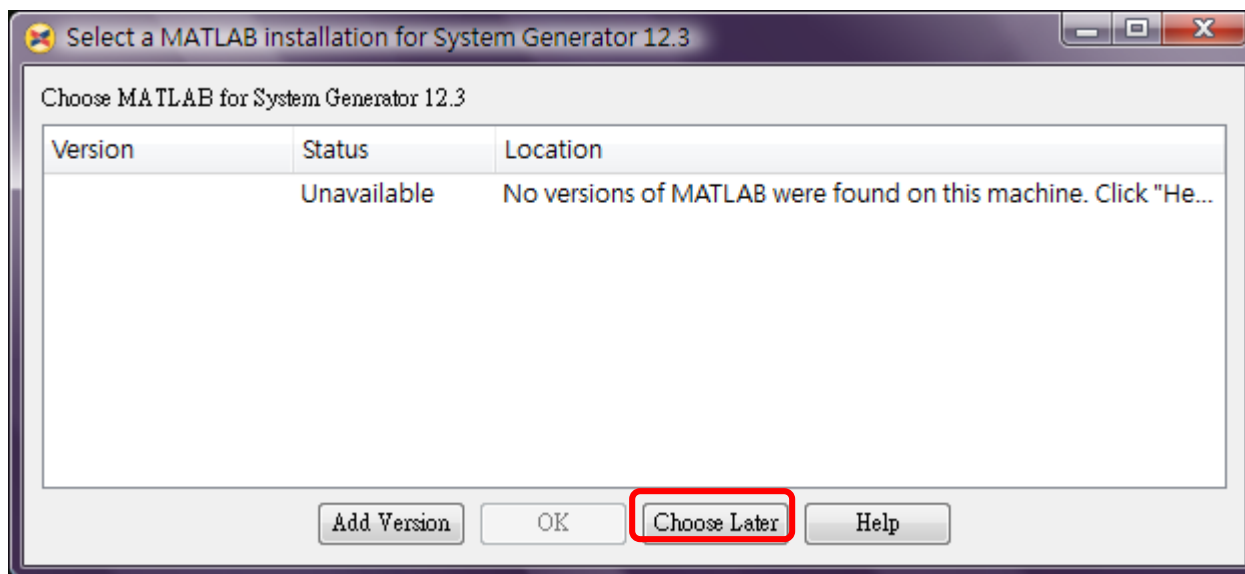 Select a MATLAB installation for System Generator 12.3
Choose MATLAB for System Generator 12.3
Version Status Location
Unavailable No versions of MATLAB were found on this machine. Click "He...
Add Version OK Choose Later Help